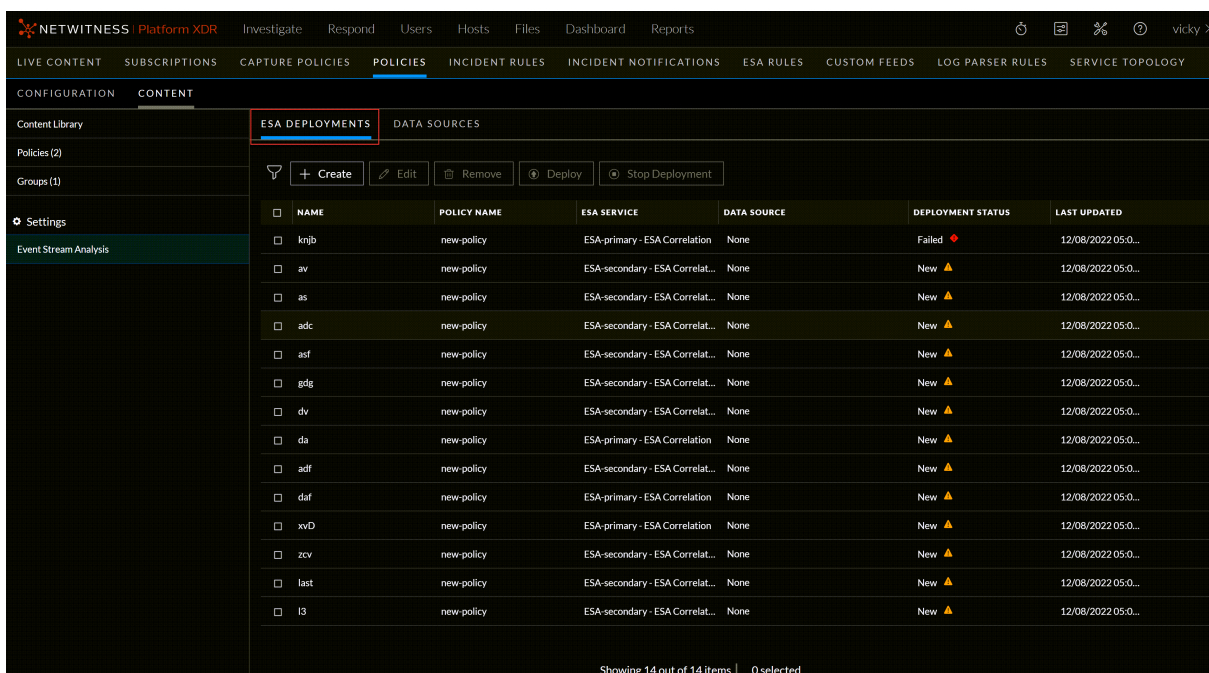 NETWITNESS Platform XDR Investigate Respond Users Hosts Files Dashboard Reports vicky
LIVE CONTENT SUBSCRIPTIONS CAPTURE POLICIES POLICIES INCIDENT RULES INCIDENT NOTIFICATIONS ESA RULES CUSTOM FEEDS LOG PARSER RULES SERVICE TOPOLOGY
CONFIGURATION CONTENT
Content Library
Policies (2)
Groups (1)
Settings
Event Stream Analysis
ESA DEPLOYMENTS DATA SOURCES
+ Create Edit Remove Deploy Stop Deployment
NAME POLICY NAME ESA SERVICE DATA SOURCE DEPLOYMENT STATUS LAST UPDATED
knjb new-policy ESA-primary - ESA Correlation None Failed 12/08/2022 05:0...
av new-policy ESA-secondary - ESA Correlat... None New 12/08/2022 05:0...
as new-policy ESA-secondary - ESA Correlat... None New 12/08/2022 05:0...
adc new-policy ESA-secondary - ESA Correlat... None New 12/08/2022 05:0...
asf new-policy ESA-secondary - ESA Correlat... None New 12/08/2022 05:0...
gdg new-policy ESA-secondary - ESA Correlat... None New 12/08/2022 05:0...
dv new-policy ESA-secondary - ESA Correlat... None New 12/08/2022 05:0...
da new-policy ESA-primary - ESA Correlation None New 12/08/2022 05:0...
adf new-policy ESA-secondary - ESA Correlat... None New 12/08/2022 05:0...
daf new-policy ESA-primary - ESA Correlation None New 12/08/2022 05:0...
xvD new-policy ESA-primary - ESA Correlation None New 12/08/2022 05:0...
zcv new-policy ESA-secondary - ESA Correlat... None New 12/08/2022 05:0...
last new-policy ESA-secondary - ESA Correlat... None New 12/08/2022 05:0...
l3 new-policy ESA-secondary - ESA Correlat... None New 12/08/2022 05:0...
Showing 14 out of 14 items | 0 selected